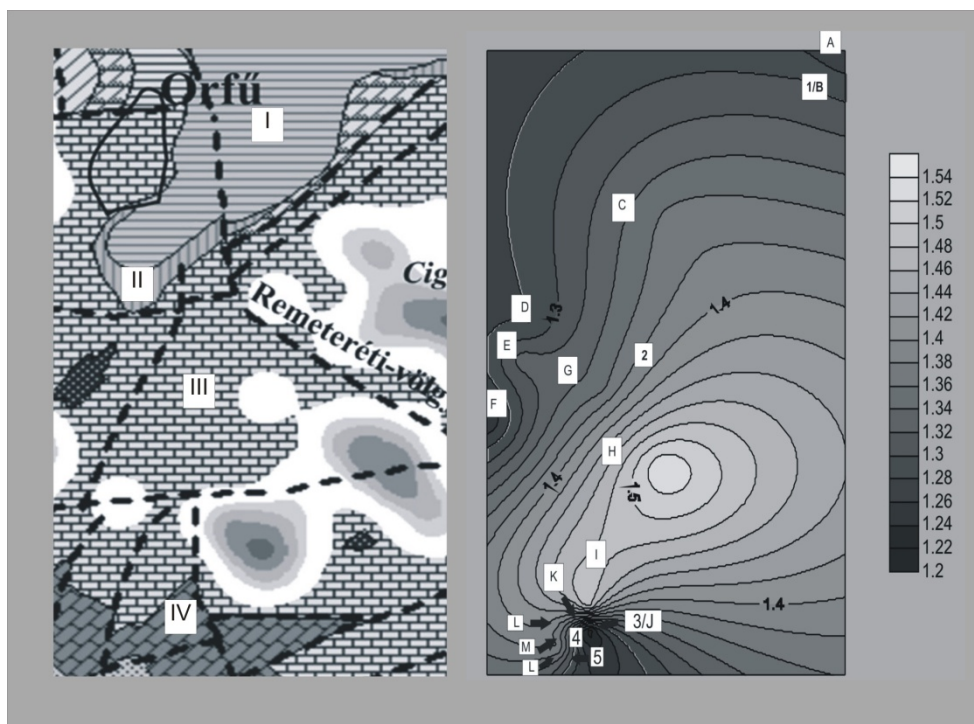 Orfű
I
II
Cig
Remeteréti-völg
III
IV
A
1/B
C
D
1.3
E
G
2
1.4
F
H
1.4
1.5
I
K
1.4
L
3/J
4
M
L
5
1.54
1.52
1.5
1.48
1.46
1.44
1.42
1.4
1.38
1.36
1.34
1.32
1.3
1.28
1.26
1.24
1.22
1.2